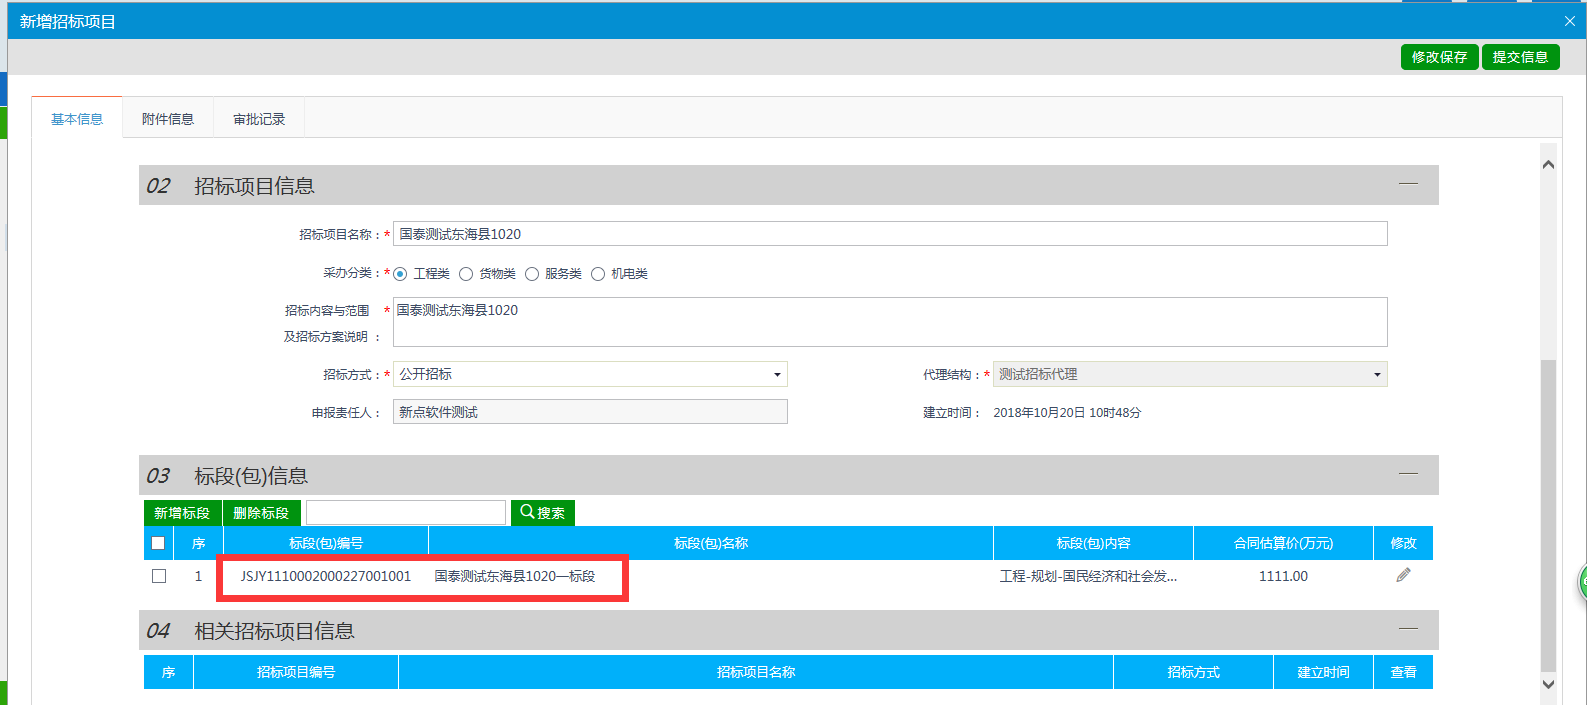 新增招标项目
修改保存 提交信息
基本信息 附件信息 审批记录
02 招标项目信息
招标项目名称：* 国泰测试东海县1020
采办分类：* 工程类 货物类 服务类 机电类
招标内容与范围 * 国泰测试东海县1020
及招标方案说明 ：
招标方式：* 公开招标 代理结构：* 测试招标代理
申报责任人： 新点软件测试 建立时间： 2018年10月20日 10时48分
03 标段(包)信息
新增标段 删除标段 搜索
序 标段(包)编号 标段(包)名称 标段(包)内容 合同估算价(万元) 修改
1 JSJY1110002000227001001 国泰测试东海县1020一标段 工程-规划-国民经济和社会发... 1111.00
04 相关招标项目信息
序 招标项目编号 招标项目名称 招标方式 建立时间 查看